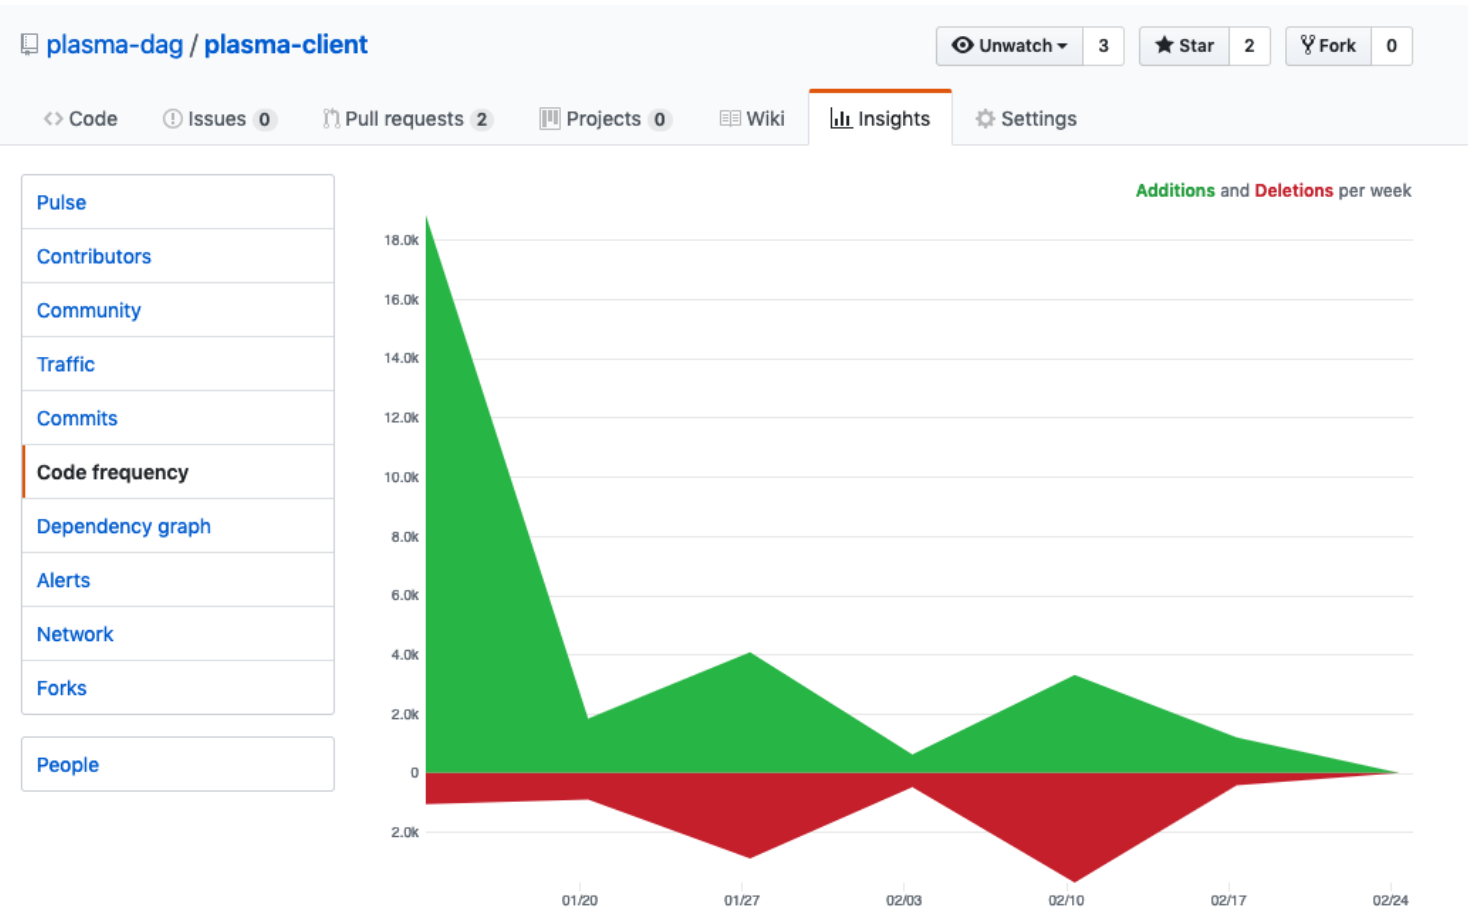 plasma-dag / plasma-client
Unwatch 3 Star 2 Fork 0
Code Issues 0 Pull requests 2 Projects 0 Wiki Insights Settings
Pulse
Contributors
Community
Traffic
Commits
Code frequency
Dependency graph
Alerts
Network
Forks
People
Additions and Deletions per week
18.0k
16.0k
14.0k
12.0k
10.0k
8.0k
6.0k
4.0k
2.0k
0
2.0k
01/20 01/27 02/03 02/10 02/17 02/24